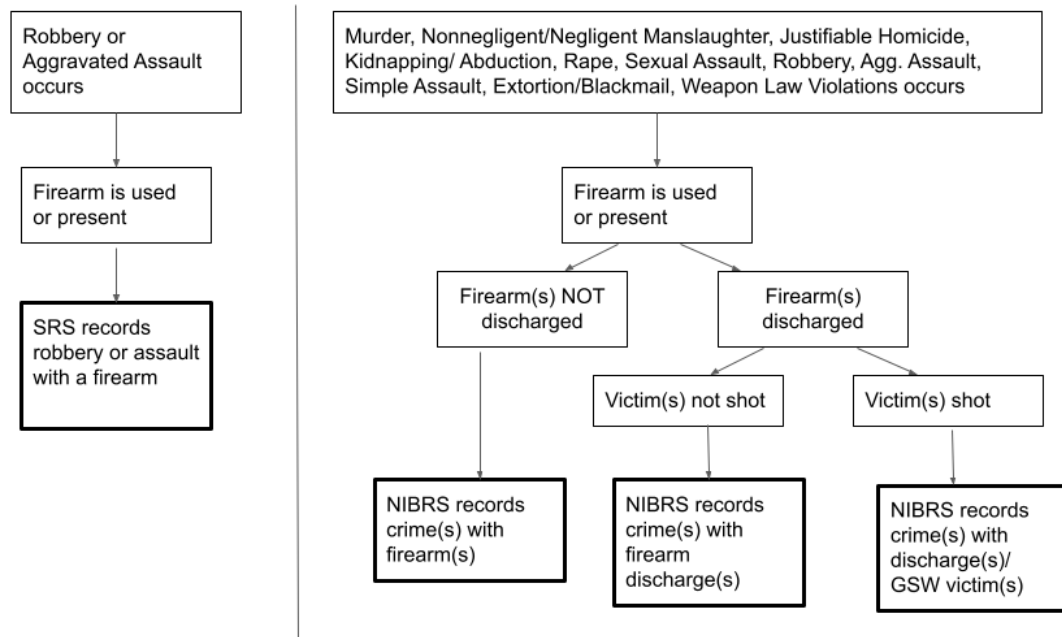 Robbery or
Aggravated Assault
occurs
Firearm is used
or present
SRS records
robbery or assault
with a firearm
Murder, Nonnegligent/Negligent Manslaughter, Justifiable Homicide,
Kidnapping/ Abduction, Rape, Sexual Assault, Robbery, Agg. Assault,
Simple Assault, Extortion/Blackmail, Weapon Law Violations occurs
Firearm is used
or present
Firearm(s) NOT
discharged
Firearm(s)
discharged
Victim(s) not shot
Victim(s) shot
NIBRS records
crime(s) with
firearm(s)
NIBRS records
crime(s) with
firearm
discharge(s)
NIBRS records
crime(s) with
discharge(s)/
GSW victim(s)